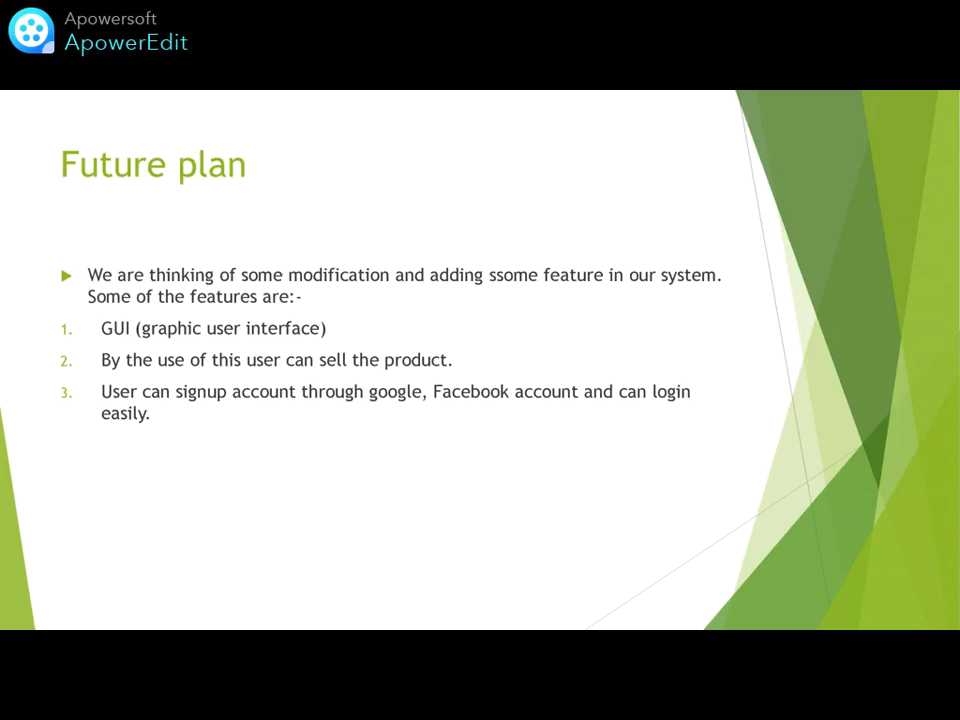 Apowersoft
ApowerEdit
Future plan
We are thinking of some modification and adding ssome feature in our system.
Some of the features are:-
1. GUI (graphic user interface)
2. By the use of this user can sell the product.
3. User can signup account through google, Facebook account and can login
easily.